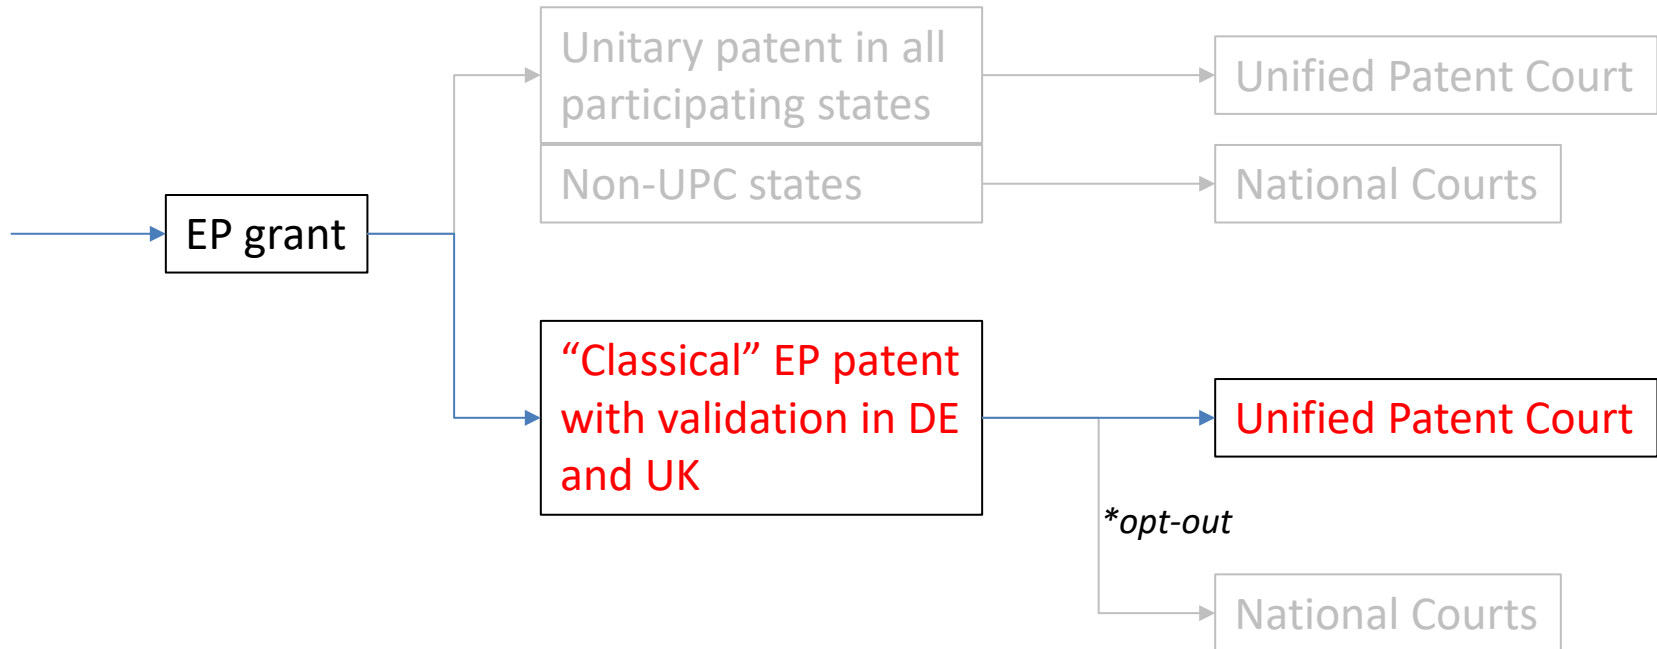 Unitary patent in all
participating states
Unified Patent Court
Non-UPC states
National Courts
EP grant
“Classical” EP patent
with validation in DE
and UK
Unified Patent Court
*opt-out
National Courts